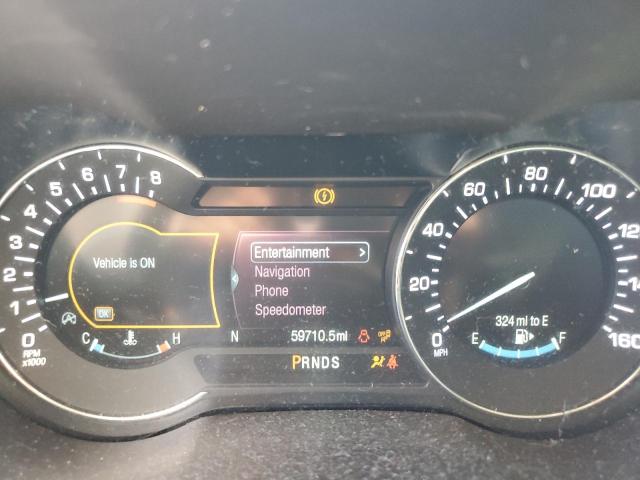 8
7
6
5
4
3
2
1
0
RPM
x1000
Vehicle is ON
OK
C H
Entertainment >
Navigation
Phone
Speedometer
N 59710.5mi
PRNDS
0
20
40
60
80
100
160
MPH
324 mi to E
E F